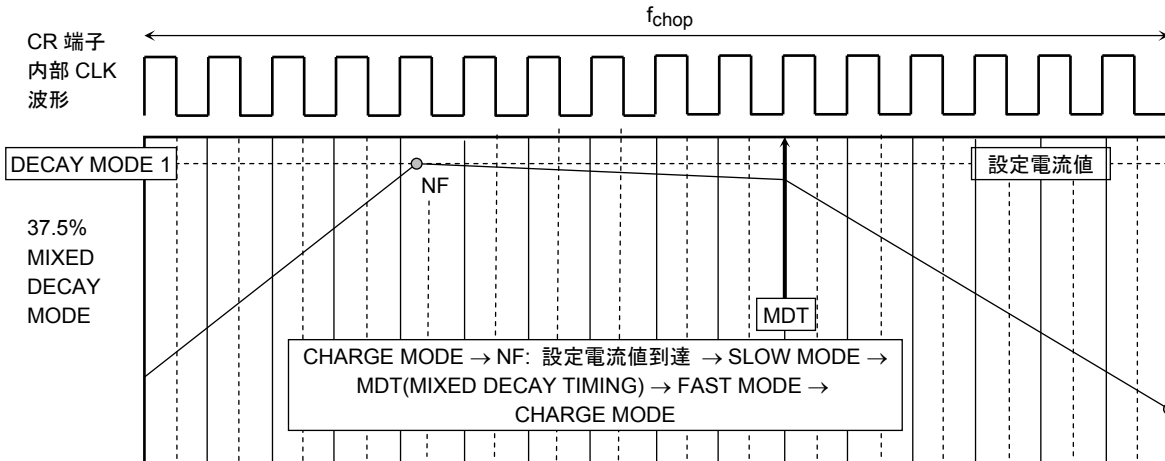 fchop
CR 端子
内部 CLK
波形
DECAY MODE 1
設定電流値
NF
37.5%
MIXED
DECAY
MODE
MDT
CHARGE MODE → NF: 設定電流値到達 → SLOW MODE →
MDT(MIXED DECAY TIMING) → FAST MODE →
CHARGE MODE